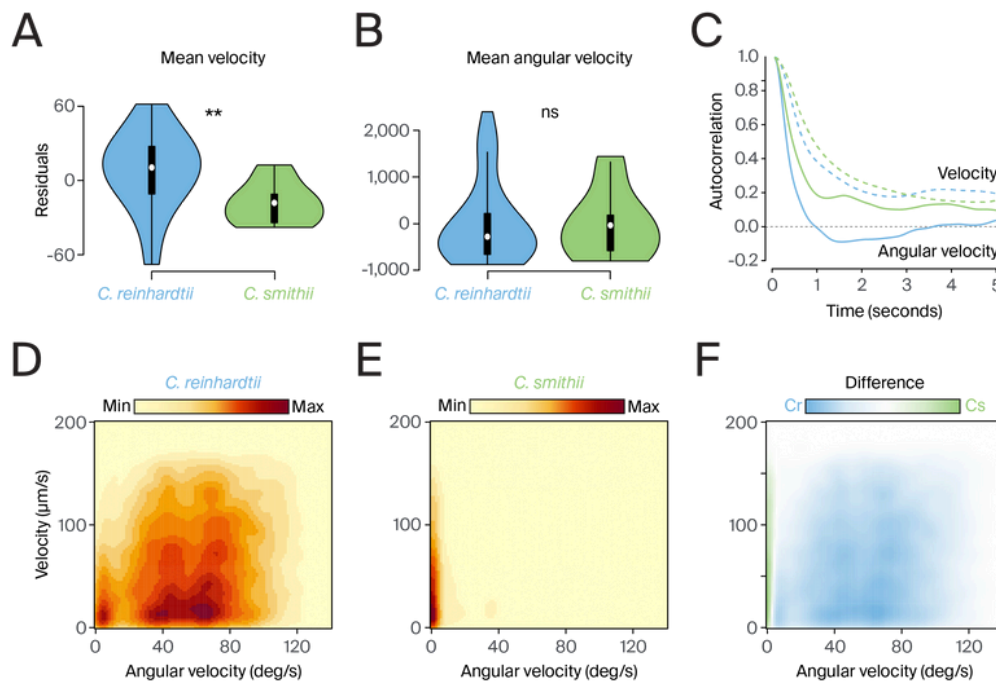 A
Mean velocity
60
0
-60
Residuals
**
C. reinhardtii
C. smithii
B
Mean angular velocity
2,000
1,000
0
-1,000
ns
C. reinhardtii
C. smithii
C
1.0
0.8
0.6
0.4
0.2
0.0
-0.2
Autocorrelation
Velocity
Angular velocity
0 1 2 3 4 5
Time (seconds)
D
C. reinhardtii
Min Max
200
100
0
Velocity (µm/s)
0 40 80 120
Angular velocity (deg/s)
E
C. smithii
Min Max
200
100
0
0 40 80 120
Angular velocity (deg/s)
F
Difference
Cr Cs
200
100
0
0 40 80 120
Angular velocity (deg/s)